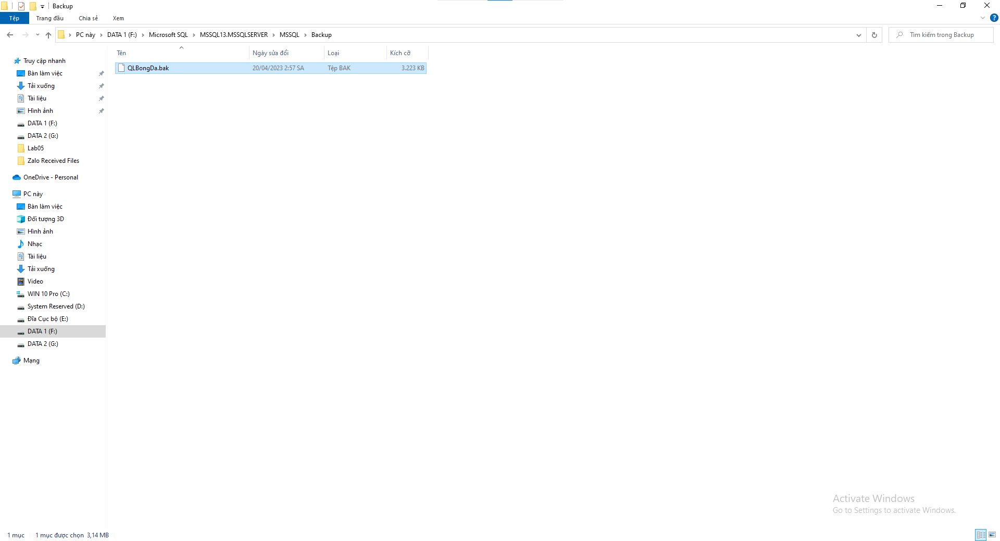 Backup
Tệp Trang đầu Chia sẻ Xem
PC này DATA 1 (F:) Microsoft SQL MSSQL13.MSSQLSERVER MSSQL Backup
Tìm kiếm trong Backup
Tên Ngày sửa đổi Loại Kích cỡ
QLBongDa.bak 20/04/2023 2:57 SA Tệp BAK 3.223 KB
Truy cập nhanh
Bàn làm việc
Tải xuống
Tài liệu
Hình ảnh
DATA 1 (F:)
DATA 2 (G:)
Lab05
Zalo Received Files
OneDrive - Personal
PC này
Bàn làm việc
Đối tượng 3D
Hình ảnh
Nhạc
Tài liệu
Tải xuống
Video
WIN 10 Pro (C:)
System Reserved (D:)
Đĩa Cục bộ (E:)
DATA 1 (F:)
DATA 2 (G:)
Mạng
Activate Windows
Go to Settings to activate Windows.
1 mục 1 mục được chọn 3,14 MB